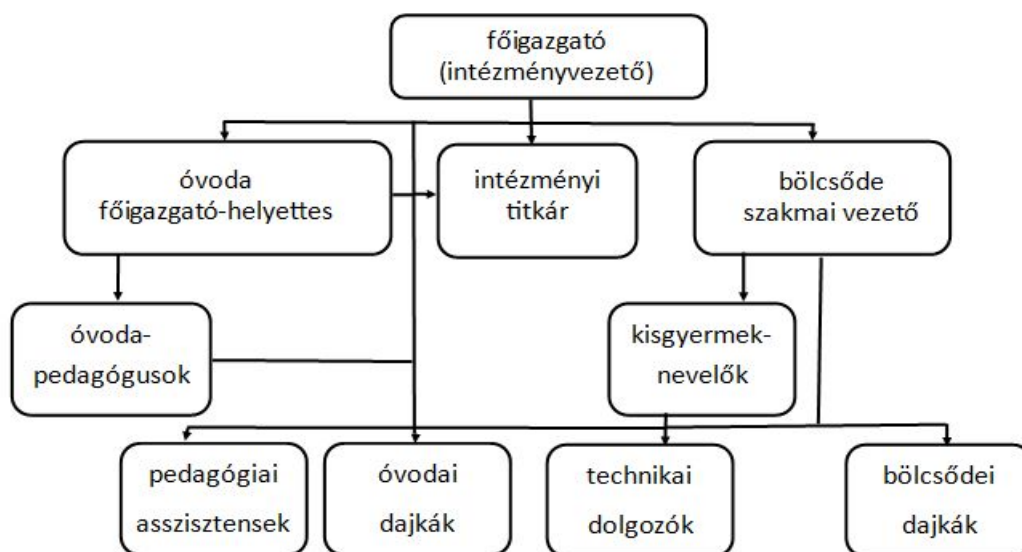 főigazgató
(intézményvezető)
óvoda
főigazgató-helyettes
intézményi
titkár
bölcsőde
szakmai vezető
óvoda-
pedagógusok
kisgyermek-
nevelők
pedagógiai
asszisztensek
óvodai
dajkák
technikai
dolgozók
bölcsődei
dajkák